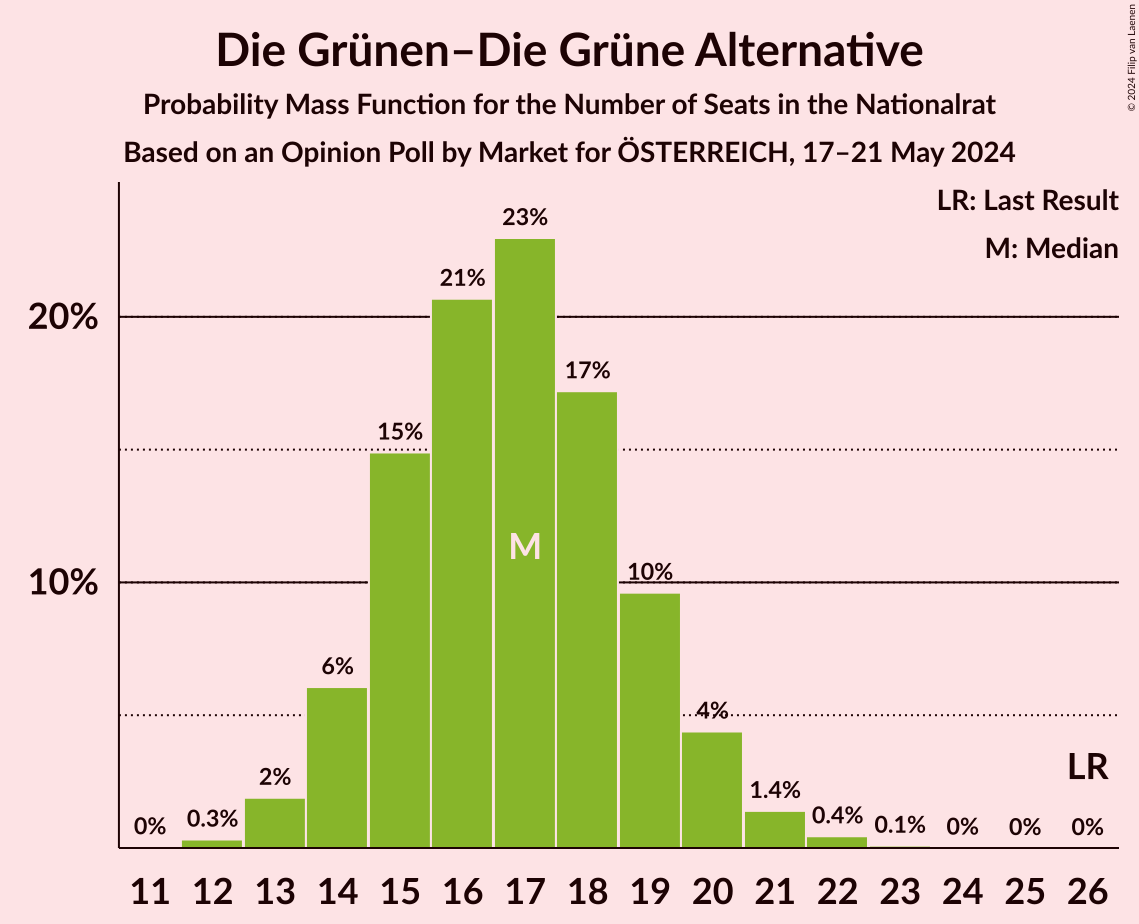 Die Grünen–Die Grüne Alternative
Probability Mass Function for the Number of Seats in the Nationalrat
Based on an Opinion Poll by Market for ÖSTERREICH, 17–21 May 2024
© 2024 Filip van Laenen
LR: Last Result
M: Median
20%
10%
0%
0.3%
2%
6%
15%
21%
23%
17%
10%
4%
1.4%
0.4%
0.1%
0%
0%
0%
M
LR
11 12 13 14 15 16 17 18 19 20 21 22 23 24 25 26